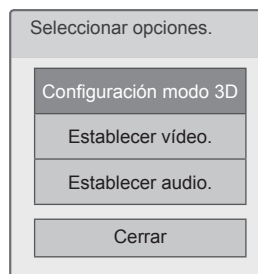 Seleccionar opciones.
Configuración modo 3D
Establecer vídeo.
Establecer audio.
Cerrar